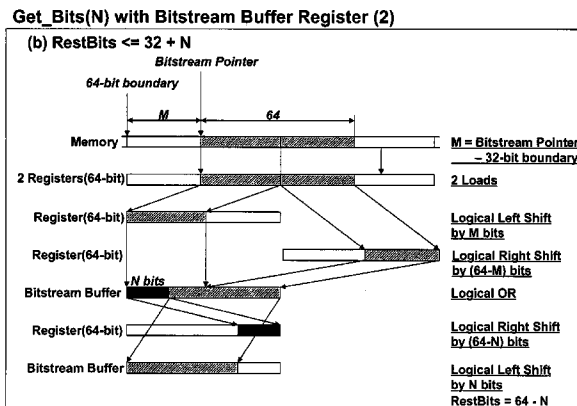 Get_Bits(N) with Bitstream Buffer Register (2)
(b) RestBits <= 32 + N
Bitstream Pointer
64-bit boundary
M
64
Memory
M = Bitstream Pointer
– 32-bit boundary
2 Registers(64-bit)
2 Loads
Register(64-bit)
Logical Left Shift
by M bits
Register(64-bit)
Logical Right Shift
by (64-M) bits
N bits
Bitstream Buffer
Logical OR
Register(64-bit)
Logical Right Shift
by (64-N) bits
Bitstream Buffer
Logical Left Shift
by N bits
RestBits = 64 - N